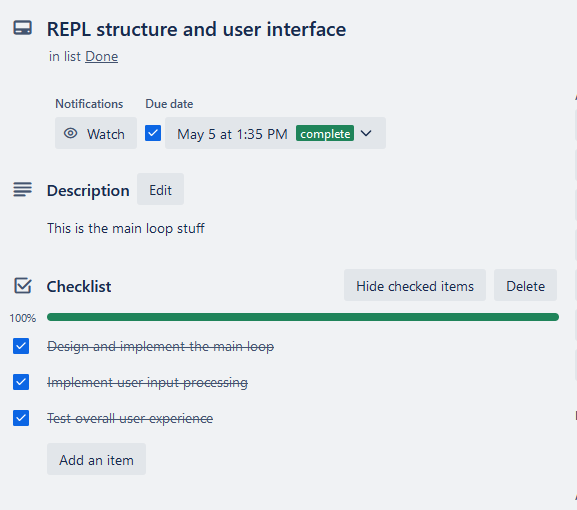 REPL structure and user interface
in list Done
Notifications Due date
Watch May 5 at 1:35 PM complete
Description Edit
This is the main loop stuff
Checklist Hide checked items Delete
100%
Design and implement the main loop
Implement user input processing
Test overall user experience
Add an item